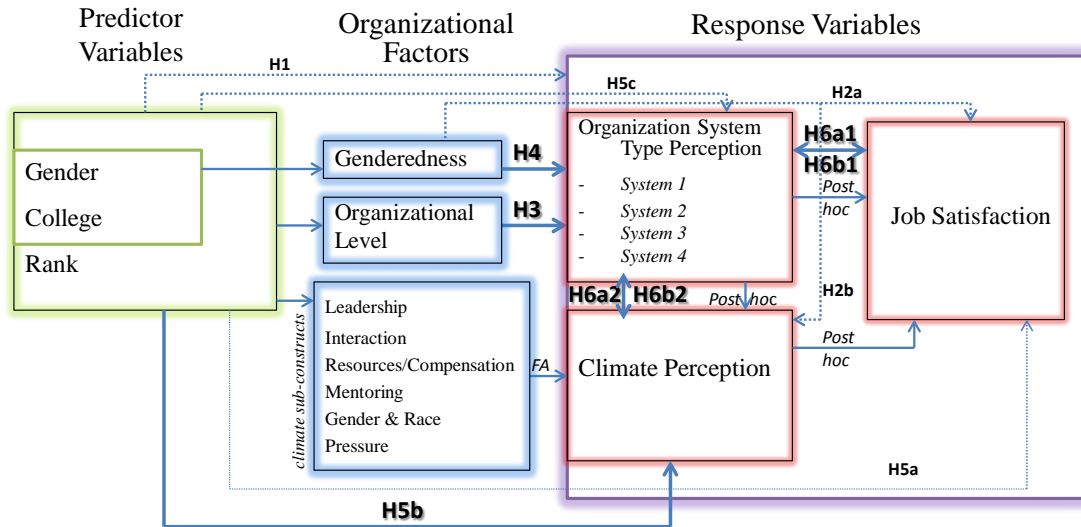 Predictor
Variables
Organizational
Factors
Response Variables
H1
H5c
H2a
Gender
College
Rank
Genderedness
H4
Organizational
Level
H3
Organization System
Type Perception
- System 1
- System 2
- System 3
- System 4
H6a1
H6b1
Post
hoc
Job Satisfaction
H6a2
H6b2
Post hoc
H2b
climate sub-constructs
Leadership
Interaction
Resources/Compensation
Mentoring
Gender & Race
Pressure
FA
Climate Perception
Post
hoc
H5a
H5b